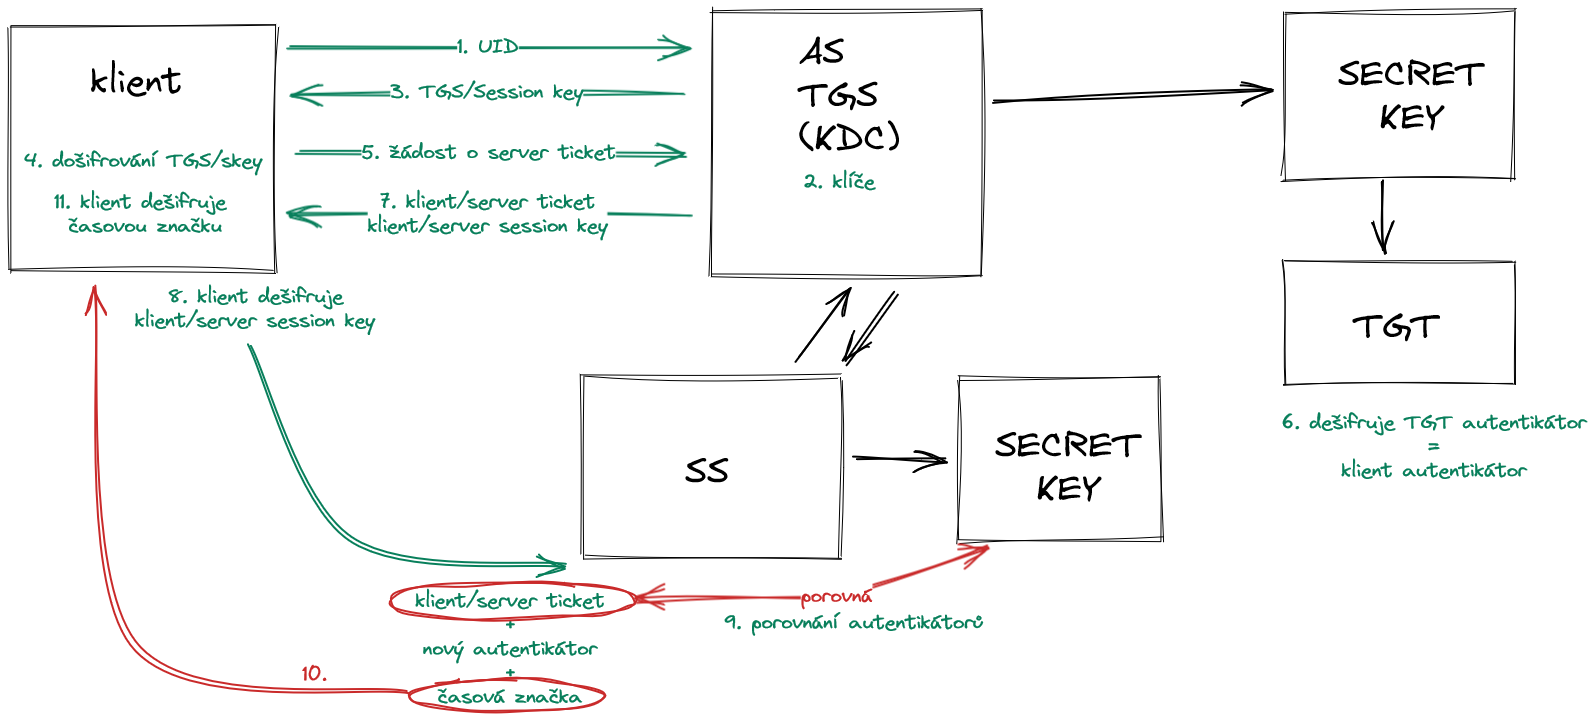 klient
4. došifrování TGS/skey
11. klient dešifruje
časovou značku
1. UID
3. TGS/Session key
5. žádost o server ticket
7. klient/server ticket
klient/server session key
AS
TGS
(KDC)
2. klíče
SECRET
KEY
TGT
6. dešifruje TGT autentikátor
=
klient autentikátor
8. klient dešifruje
klient/server session key
SS
SECRET
KEY
klient/server ticket
+
nový autentikátor
+
časová značka
porovná
9. porovnání autentikátorů
10.